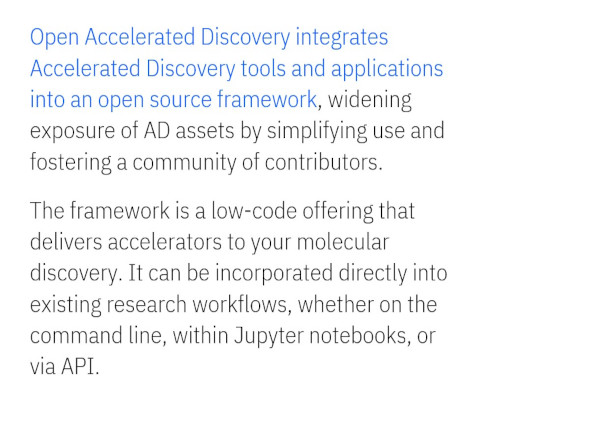 Open Accelerated Discovery integrates
Accelerated Discovery tools and applications
into an open source framework, widening
exposure of AD assets by simplifying use and
fostering a community of contributors.
The framework is a low-code offering that
delivers accelerators to your molecular
discovery. It can be incorporated directly into
existing research workflows, whether on the
command line, within Jupyter notebooks, or
via API.